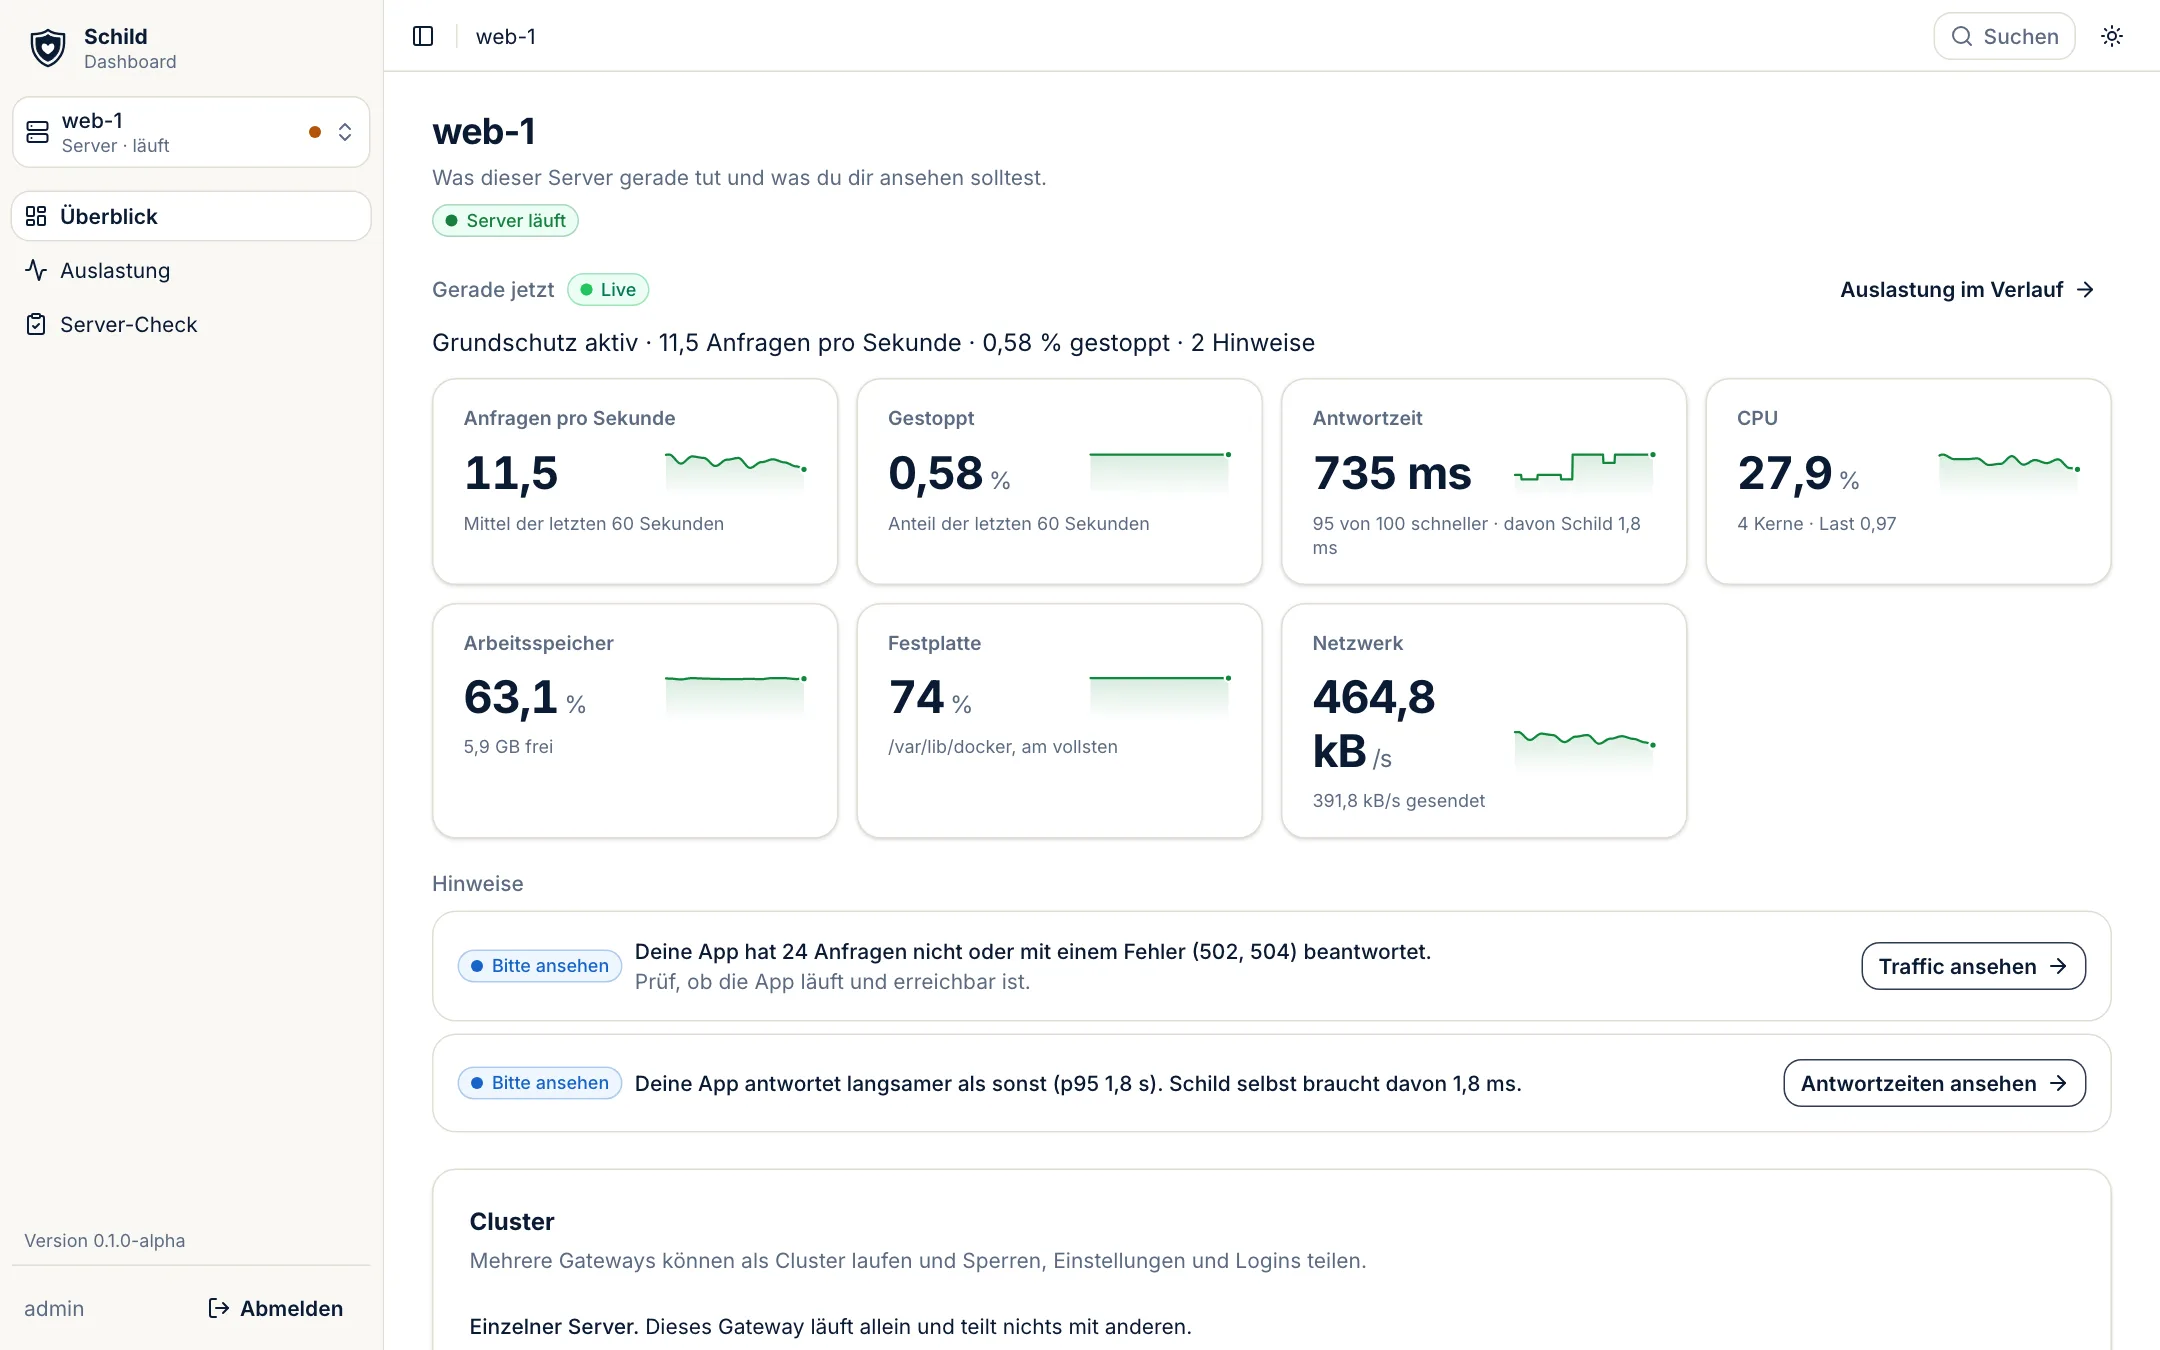 Schild
Dashboard
web-1
Server · läuft
Überblick
Auslastung
Server-Check
Version 0.1.0-alpha
admin
Abmelden
web-1
Suchen
web-1
Was dieser Server gerade tut und was du dir ansehen solltest.
Server läuft
Gerade jetzt
Live
Auslastung im Verlauf
Grundschutz aktiv · 11,5 Anfragen pro Sekunde · 0,58 % gestoppt · 2 Hinweise
Anfragen pro Sekunde
11,5
Mittel der letzten 60 Sekunden
Gestoppt
0,58 %
Anteil der letzten 60 Sekunden
Antwortzeit
735 ms
95 von 100 schneller · davon Schild 1,8
ms
CPU
27,9 %
4 Kerne · Last 0,97
Arbeitsspeicher
63,1 %
5,9 GB frei
Festplatte
74 %
/var/lib/docker, am vollsten
Netzwerk
464,8
kB /s
391,8 kB/s gesendet
Hinweise
Bitte ansehen
Deine App hat 24 Anfragen nicht oder mit einem Fehler (502, 504) beantwortet.
Prüf, ob die App läuft und erreichbar ist.
Traffic ansehen
Bitte ansehen
Deine App antwortet langsamer als sonst (p95 1,8 s). Schild selbst braucht davon 1,8 ms.
Antwortzeiten ansehen
Cluster
Mehrere Gateways können als Cluster laufen und Sperren, Einstellungen und Logins teilen.
Einzelner Server. Dieses Gateway läuft allein und teilt nichts mit anderen.